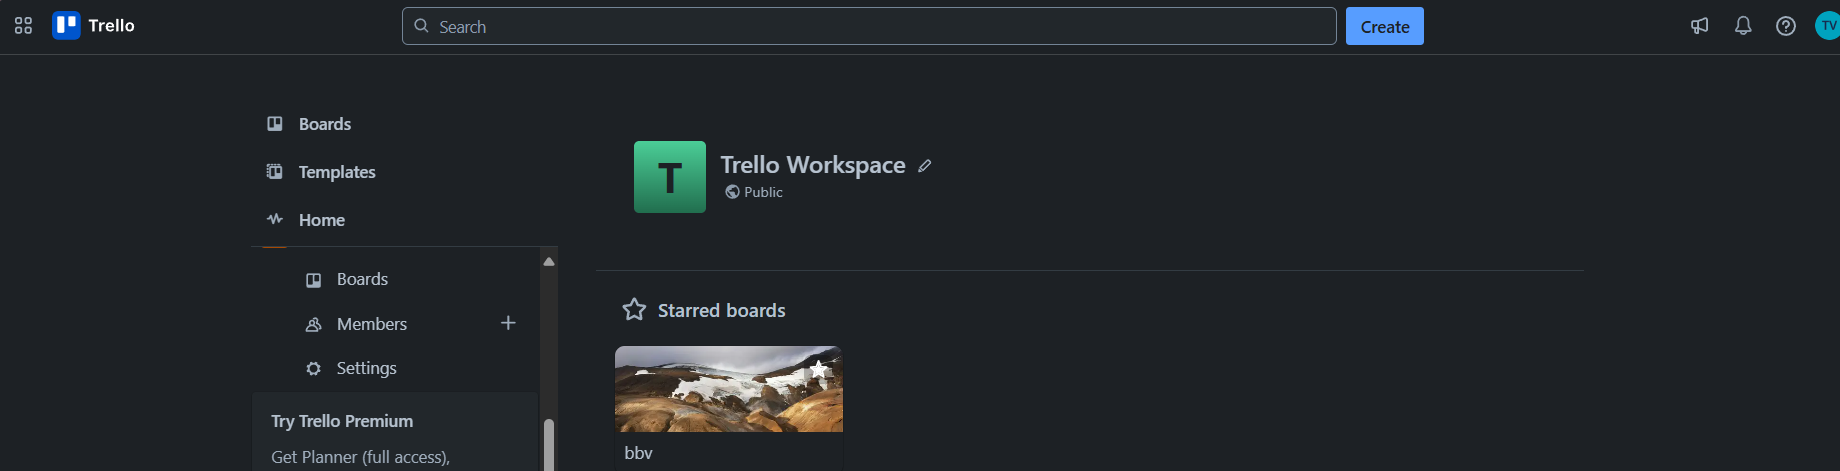 Trello
Search
Create
TV
Boards
Templates
Home
Boards
Members
Settings
Try Trello Premium
Get Planner (full access),
T
Trello Workspace
Public
Starred boards
bbv